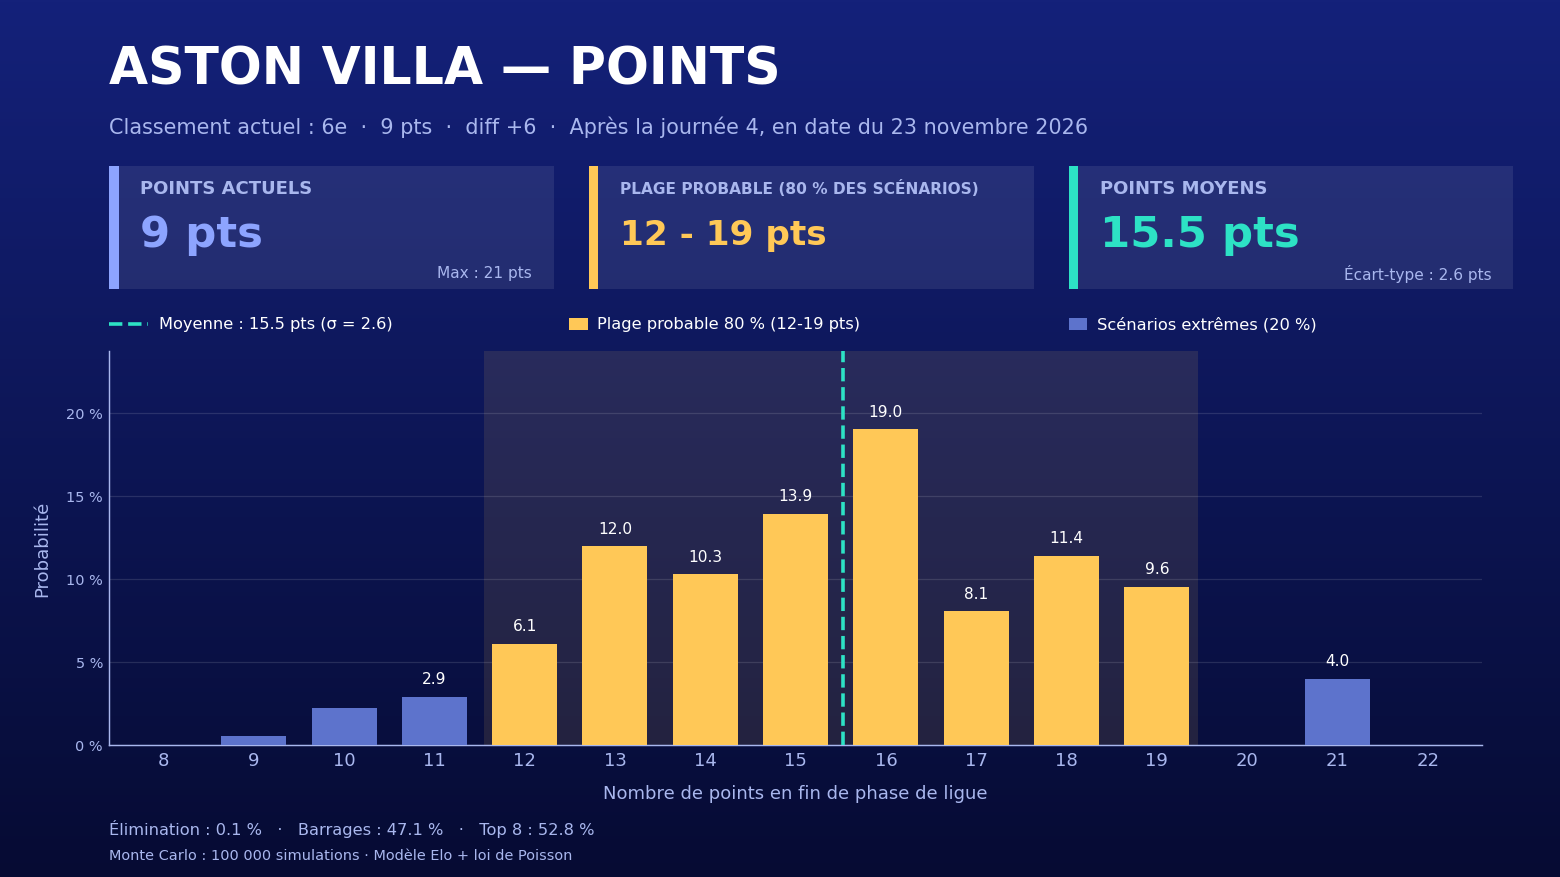 ASTON VILLA — POINTS
Classement actuel : 6e · 9 pts · diff +6 · Après la journée 4, en date du 23 novembre 2026
POINTS ACTUELS
9 pts
Max : 21 pts
PLAGE PROBABLE (80 % DES SCÉNARIOS)
12 - 19 pts
POINTS MOYENS
15.5 pts
Écart-type : 2.6 pts
Moyenne : 15.5 pts (σ = 2.6)
Plage probable 80 % (12-19 pts)
Scénarios extrêmes (20 %)
Probabilité
20 %
15 %
10 %
5 %
0 %
2.9
6.1
12.0
10.3
13.9
19.0
8.1
11.4
9.6
4.0
8 9 10 11 12 13 14 15 16 17 18 19 20 21 22
Nombre de points en fin de phase de ligue
Élimination : 0.1 % · Barrages : 47.1 % · Top 8 : 52.8 %
Monte Carlo : 100 000 simulations · Modèle Elo + loi de Poisson